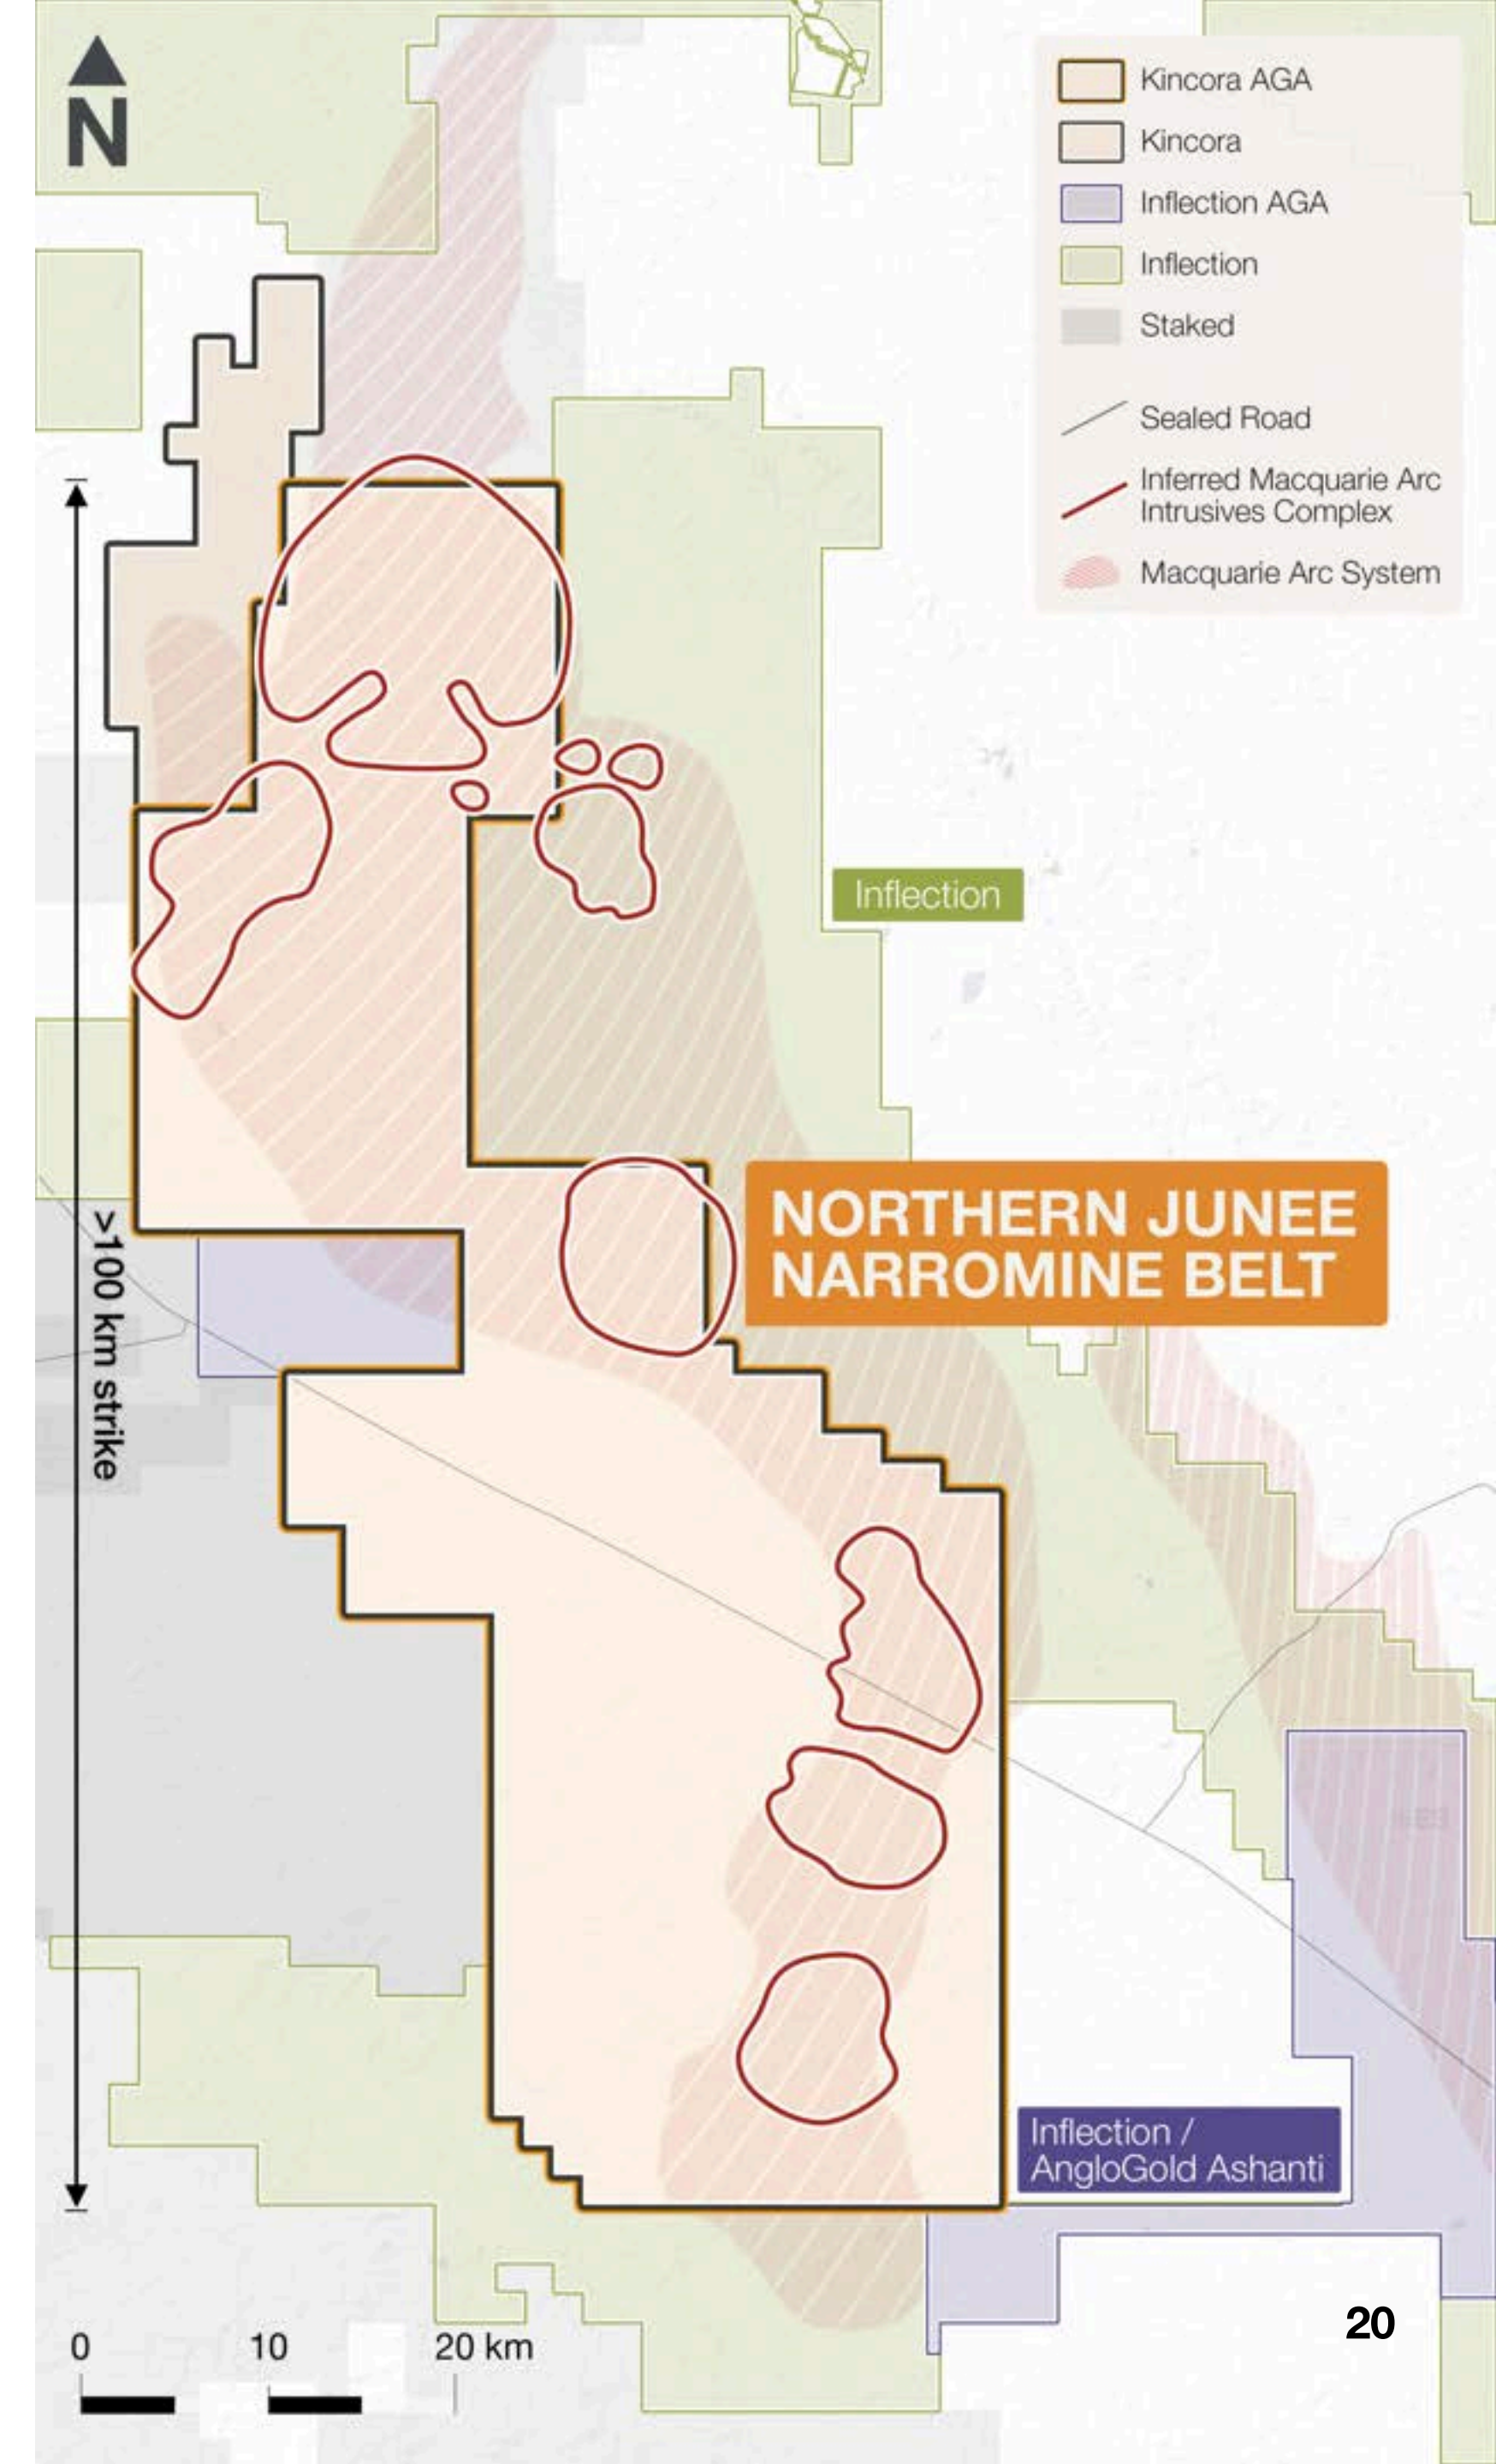 N
Kincora AGA
Kincora
Inflection AGA
Inflection
Staked
Sealed Road
Inferred Macquarie Arc
Intrusives Complex
Macquarie Arc System
Inflection
NORTHERN JUNEE
NARROMINE BELT
>100 km strike
Inflection /
AngloGold Ashanti
20
0 10 20 km